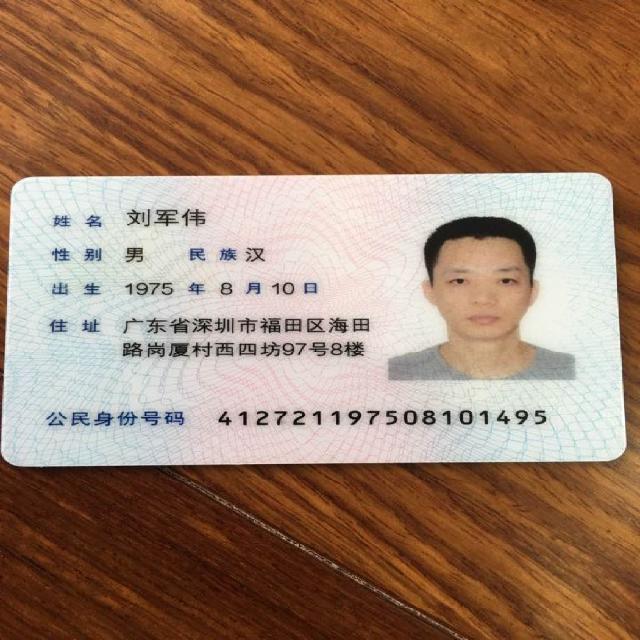 姓名 刘军伟
性别 男 民族 汉
出生 1975 年 8 月 10 日
住址 广东省深圳市福田区海田
路岗厦村西四坊97号8楼
公民身份号码 412721197508101495